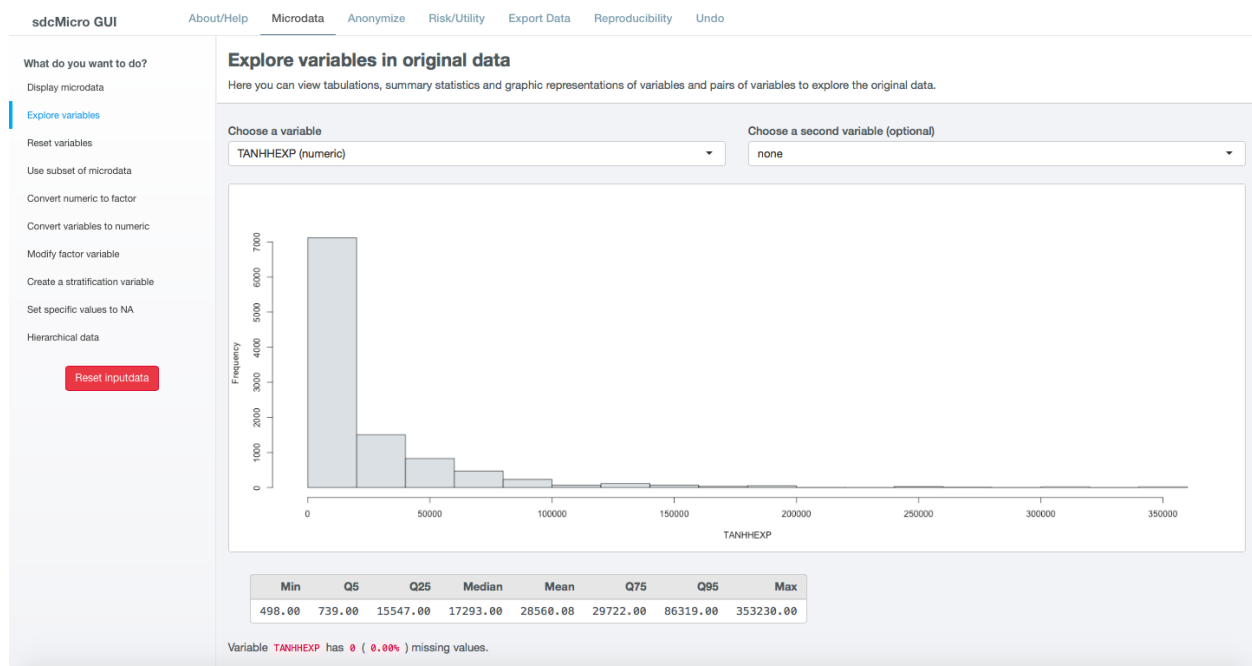 sdcMicro GUI
About/Help Microdata Anonymize Risk/Utility Export Data Reproducibility Undo
What do you want to do?
Display microdata
Explore variables
Reset variables
Use subset of microdata
Convert numeric to factor
Convert variables to numeric
Modify factor variable
Create a stratification variable
Set specific values to NA
Hierarchical data
Reset inputdata
Explore variables in original data
Here you can view tabulations, summary statistics and graphic representations of variables and pairs of variables to explore the original data.
Choose a variable
TANHHEXP (numeric)
Choose a second variable (optional)
none
Frequency
7000
6000
5000
4000
3000
2000
1000
0
0 50000 100000 150000 200000 250000 300000 350000
TANHHEXP
Min Q5 Q25 Median Mean Q75 Q95 Max
498.00 739.00 15547.00 17293.00 28560.08 29722.00 86319.00 353230.00
Variable TANHHEXP has 0 ( 0.00% ) missing values.